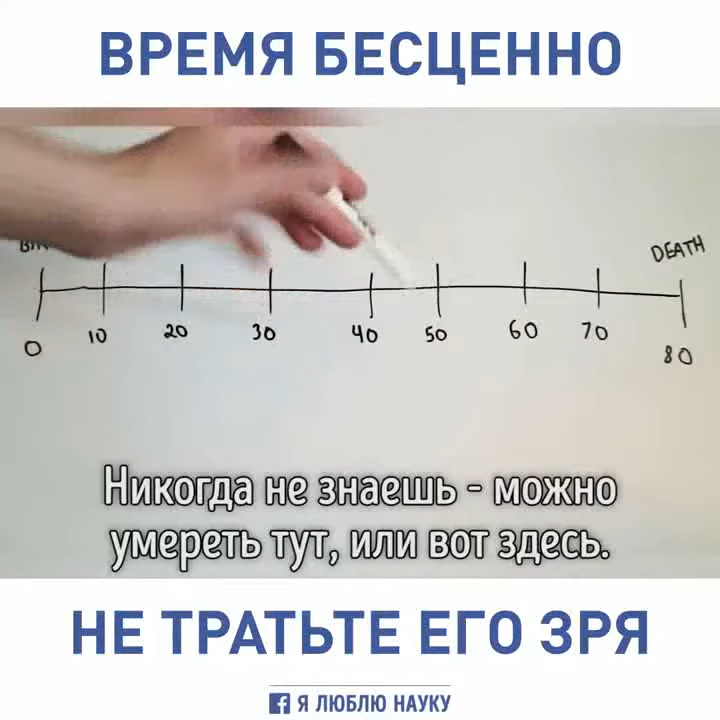 ВРЕМЯ БЕСЦЕННО
DEATH
0 10 20 30 40 50 60 70 80
Никогда не знаешь - можно
умереть тут, или вот здесь.
НЕ ТРАТЬТЕ ЕГО ЗРЯ
Я ЛЮБЛЮ НАУКУ